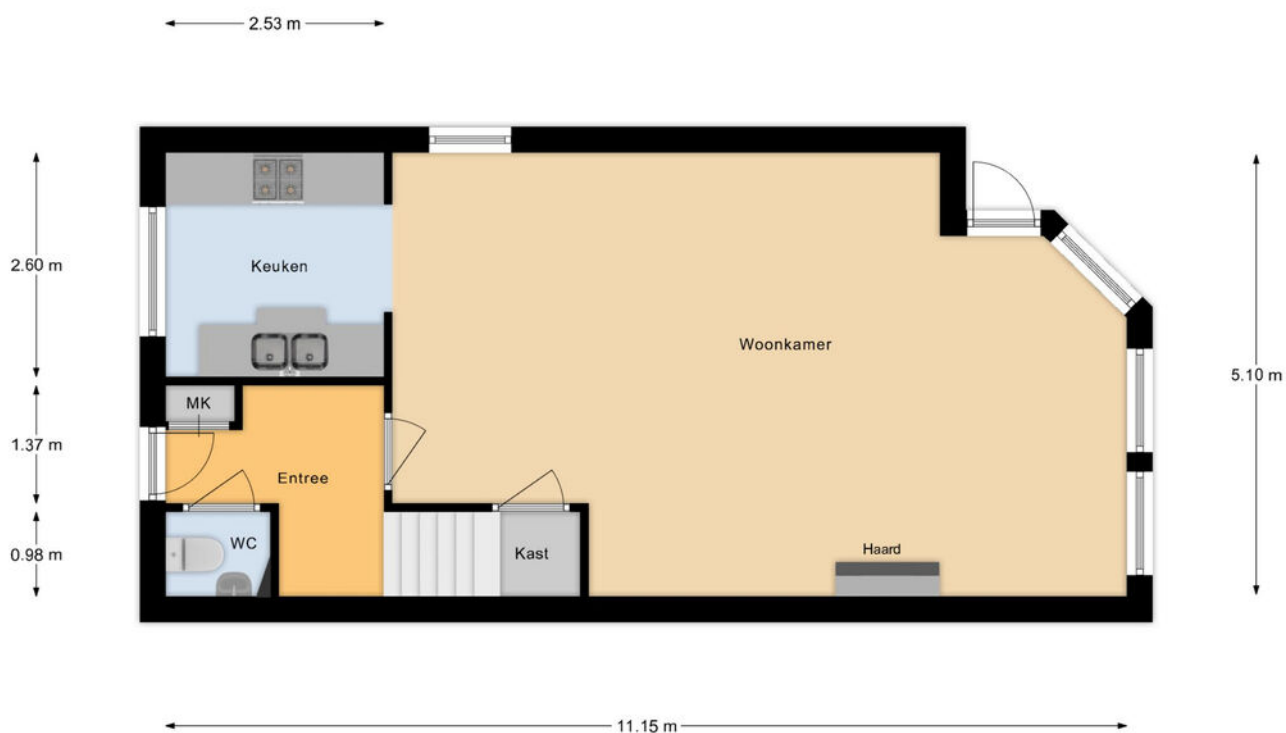 2.53 m
2.60 m
Keuken
Woonkamer
5.10 m
MK
1.37 m
Entree
WC
0.98 m
Kast
Haard
11.15 m